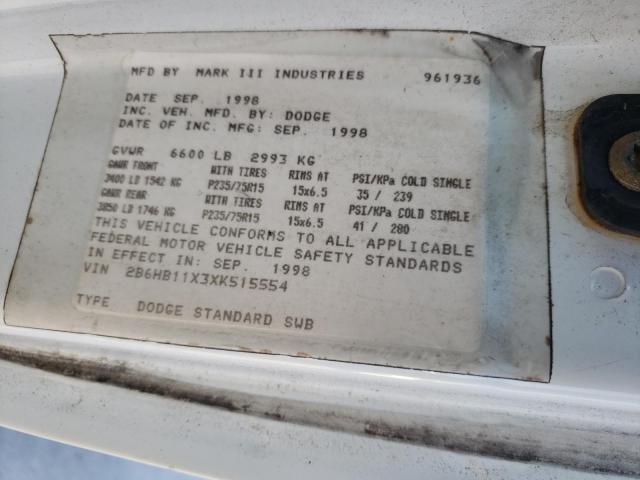 MFD BY MARK III INDUSTRIES 961936
DATE SEP. 1998
INC. VEH. MFD. BY: DODGE
DATE OF INC. MFG: SEP. 1998
GVWR 6600 LB 2993 KG
GAWR FRONT WITH TIRES RIMS AT PSI/KPa COLD SINGLE
3400 LB 1542 KG P235/75R15 15x6.5 35 / 239
GAWR REAR WITH TIRES RIMS AT PSI/KPa COLD SINGLE
3850 LB 1746 KG P235/75R15 15x6.5 41 / 280
THIS VEHICLE CONFORMS TO ALL APPLICABLE
FEDERAL MOTOR VEHICLE SAFETY STANDARDS
IN EFFECT IN: SEP. 1998
VIN 2B6HB11X3XK515554
TYPE DODGE STANDARD SWB